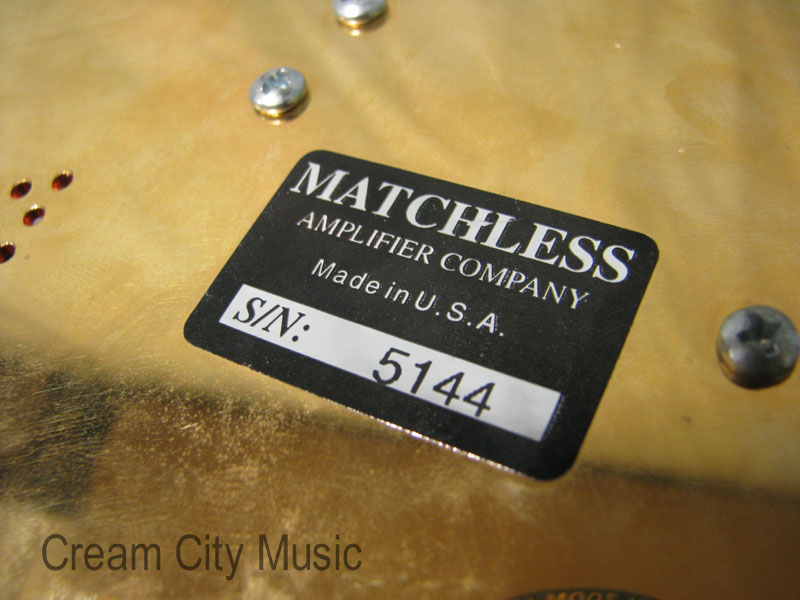 MATCHLESS
AMPLIFIER COMPANY
Made in U.S.A.
S/N: 5144
Cream City Music